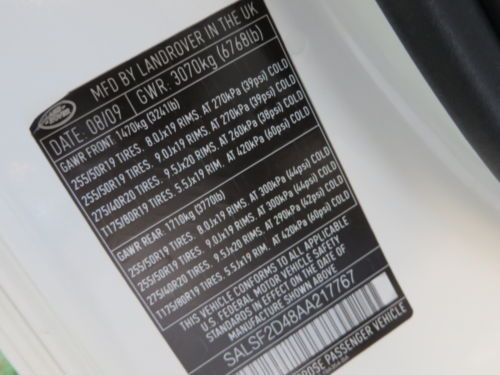 LAND ROVER
MFD BY LANDROVER IN THE UK
DATE: 08/09 GWR. 3070kg (6768lb)
GAWR FRONT 1470kg (3241lb)
255/50R19 TIRES. 8.0Jx19 RIMS. AT 270kPa (39psi) COLD
255/50R19 TIRES. 9.0Jx19 RIMS. AT 270kPa (39psi) COLD
275/40R20 TIRES. 9.5Jx20 RIMS. AT 260kPa (38psi) COLD
T175/80R19 TIRES. 5.5Jx19 RIMS. AT 420kPa (60psi) COLD
GAWR REAR. 1710kg (3770lb)
255/50R19 TIRES. 8.0Jx19 RIMS. AT 300kPa (44psi) COLD
255/50R19 TIRES. 9.0Jx19 RIMS. AT 300kPa (44psi) COLD
275/40R20 TIRES. 9.5Jx20 RIMS. AT 290kPa (42psi) COLD
T175/80R19 TIRES. 5.5Jx19 RIMS. AT 420kPa (60psi) COLD
THIS VEHICLE CONFORMS TO ALL APPLICABLE
U.S. FEDERAL MOTOR VEHICLE SAFETY
STANDARDS IN EFFECT ON THE DATE OF
MANUFACTURE SHOWN ABOVE.
SALSF2D48AA217767
PASSENGER VEHICLE